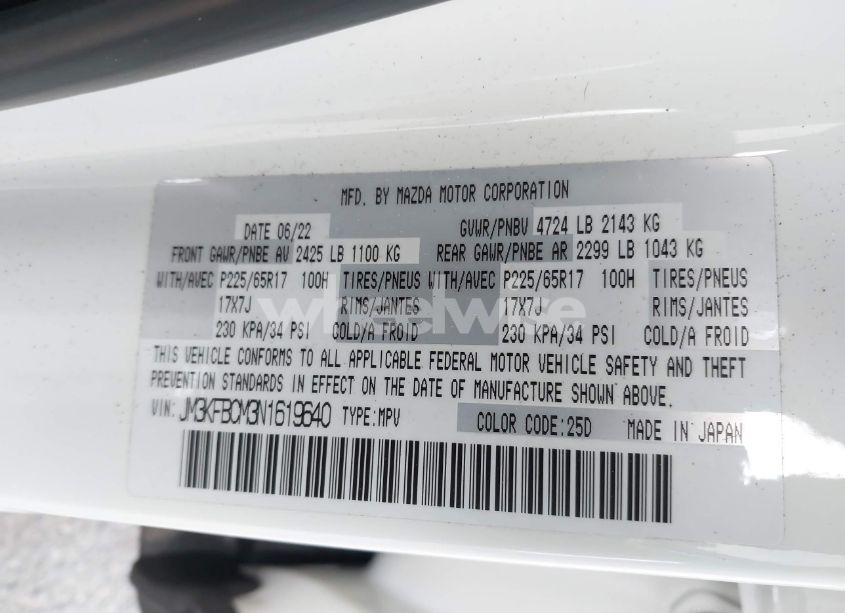 MFD. BY MAZDA MOTOR CORPORATION
DATE 06/22 GVWR/PNBV 4724 LB 2143 KG
FRONT GAWR/PNBE AV 2425 LB 1100 KG REAR GAWR/PNBE AR 2299 LB 1043 KG
WITH/AVEC P225/65R17 100H TIRES/PNEUS WITH/AVEC P225/65R17 100H TIRES/PNEUS
17X7J RIMS/JANTES 17X7J RIMS/JANTES
wheelwise
230 KPA/34 PSI COLD/A FROID 230 KPA/34 PSI COLD/A FROID
THIS VEHICLE CONFORMS TO ALL APPLICABLE FEDERAL MOTOR VEHICLE SAFETY AND THEFT
PREVENTION STANDARDS IN EFFECT ON THE DATE OF MANUFACTURE SHOWN ABOVE.
VIN: JM3KFBCM3N1619640 TYPE:MPV COLOR CODE:25D MADE IN JAPAN